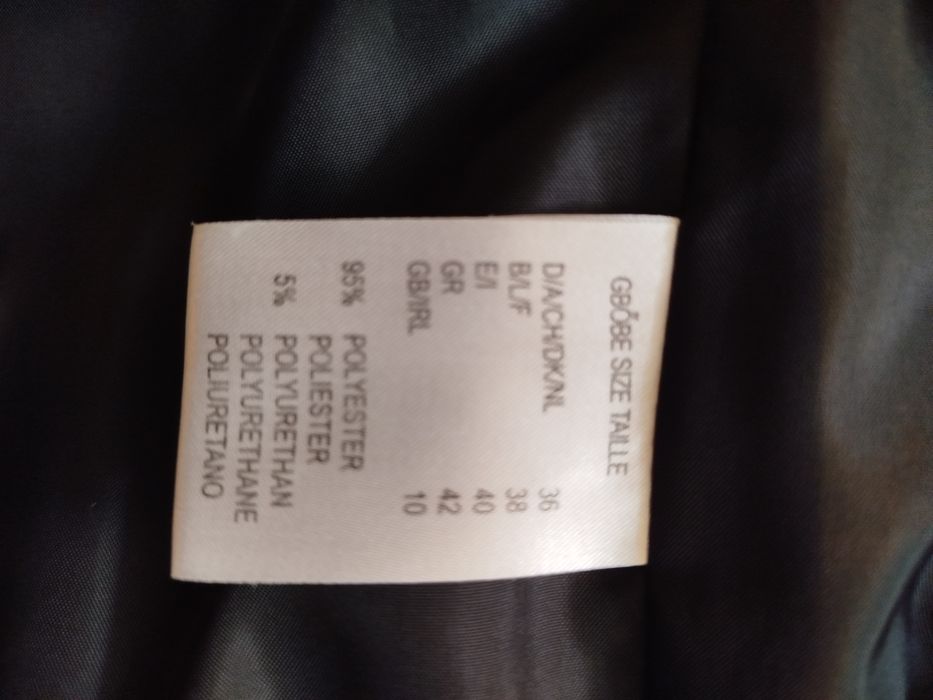 GBŐBE SIZE TAILLE
D/A/CH/DK/NL 36
B/L/F 38
E/I 40
GR 42
GB/IRL 10
95% POLYESTER
POLIESTER
5% POLYURETHAN
POLYURETHANE
POLIURETANO